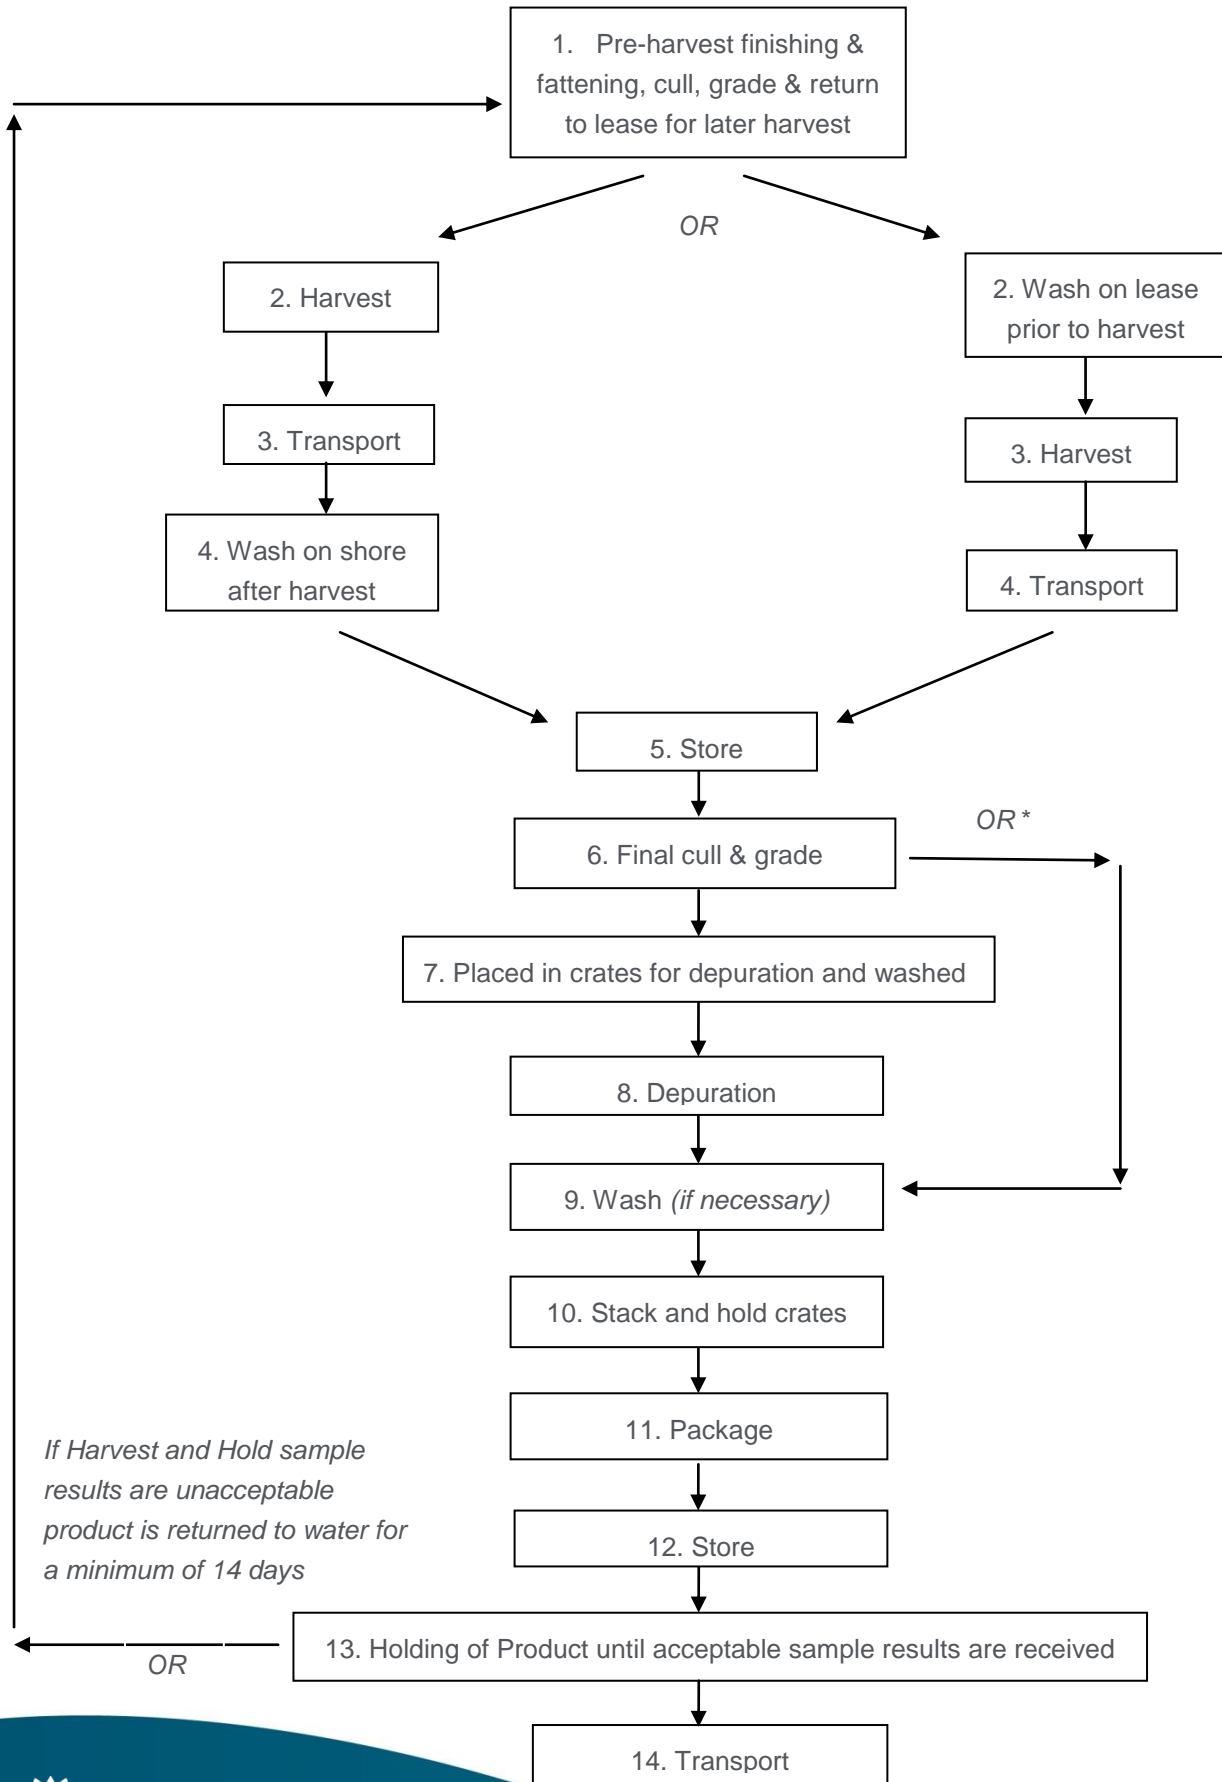 1. Pre-harvest finishing &
fattening, cull, grade & return
to lease for later harvest
OR
2. Harvest
2. Wash on lease
prior to harvest
3. Transport
3. Harvest
4. Wash on shore
after harvest
4. Transport
5. Store
OR *
6. Final cull & grade
7. Placed in crates for depuration and washed
8. Depuration
9. Wash (if necessary)
10. Stack and hold crates
11. Package
If Harvest and Hold sample
results are unacceptable
product is returned to water for
a minimum of 14 days
12. Store
13. Holding of Product until acceptable sample results are received
OR
14. Transport